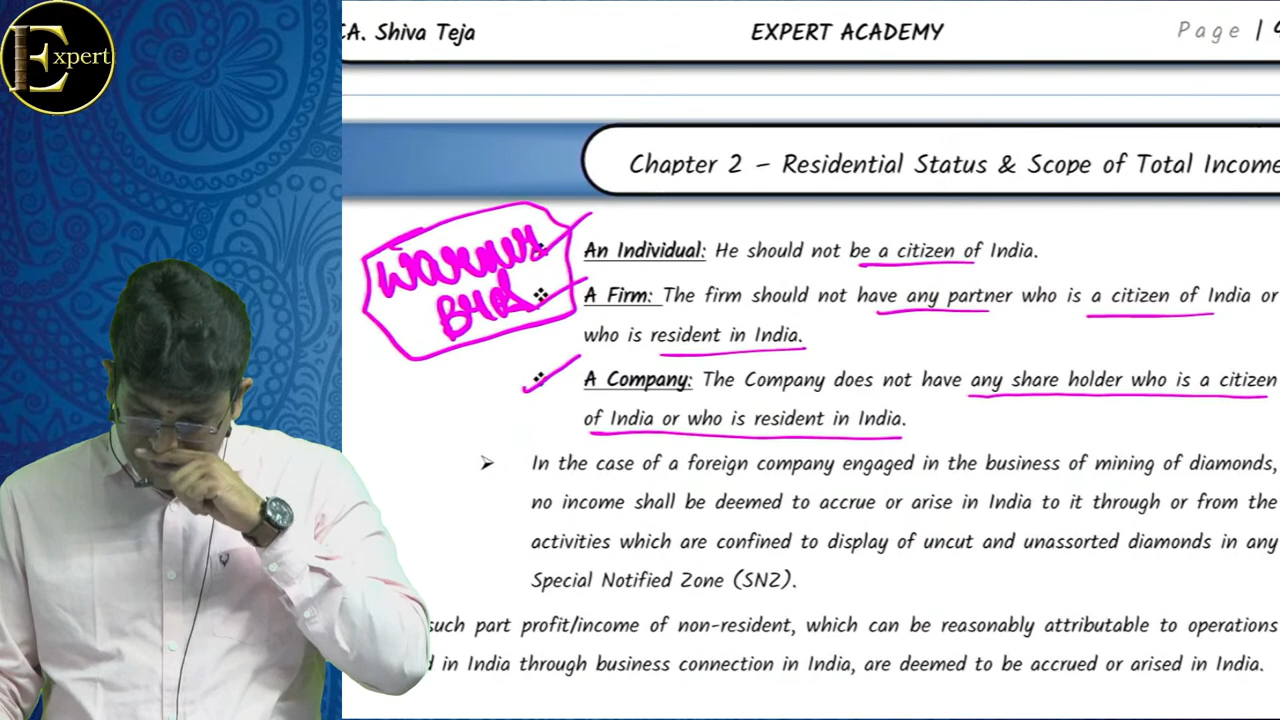 Expert
CA. Shiva Teja
EXPERT ACADEMY
Page | 4
Chapter 2 – Residential Status & Scope of Total Income
Warner
Bros
An Individual: He should not be a citizen of India.
A Firm: The firm should not have any partner who is a citizen of India or
who is resident in India.
A Company: The Company does not have any share holder who is a citizen
of India or who is resident in India.
In the case of a foreign company engaged in the business of mining of diamonds,
no income shall be deemed to accrue or arise in India to it through or from the
activities which are confined to display of uncut and unassorted diamonds in any
Special Notified Zone (SNZ).
such part profit/income of non-resident, which can be reasonably attributable to operations
in India through business connection in India, are deemed to be accrued or arised in India.